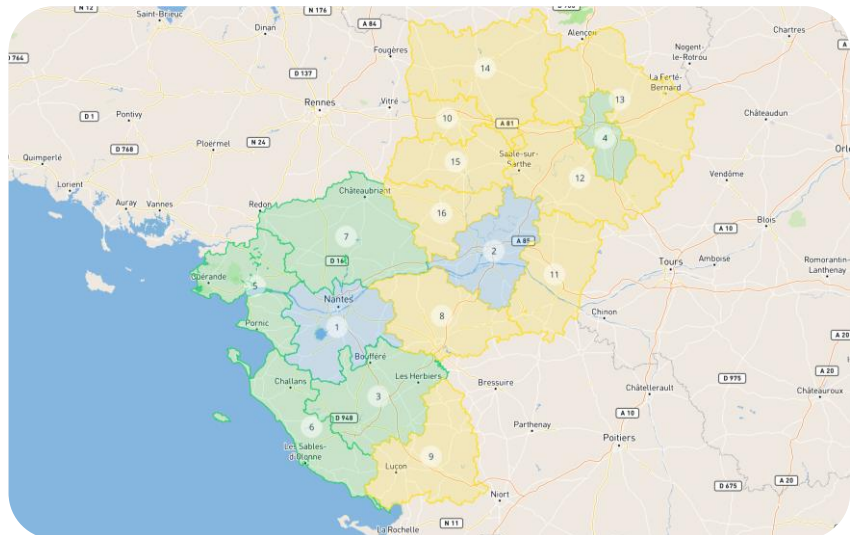 N 12
Saint-Brieuc
N 176
Dinan
A 84
Fougères
Alençon
Nogent-
le-Rotrou
Chartres
D 764
D 137
14
La Ferté-
Bernard
13
Rennes
Vitré
10
A 81
4
Châteaudun
D 1
Pontivy
Ploërmel
N 24
D 768
15
Sablé-sur-
Sarthe
12
Quimperlé
Lorient
Auray
Vannes
Redon
Châteaubriant
16
Vendôme
Blois
7
2
A 85
A 10
D 16
Tours
Amboise
Romorantin-
Lanthenay
Guérande
5
11
Nantes
8
Chinon
Pornic
1
Boufféré
A 20
Challans
Les Herbiers
Bressuire
3
Châtellerault
D 975
A 20
Châteauroux
D 948
6
Parthenay
A 10
Poitiers
Les Sables-
d'Olonne
9
Luçon
Niort
D 675
A 20
N 11
La Rochelle